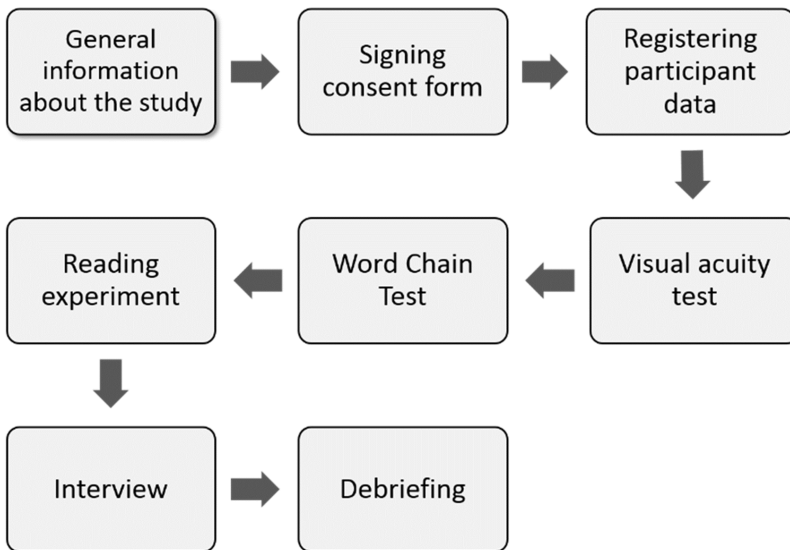 General
information
about the study
Signing
consent form
Registering
participant
data
Visual acuity
test
Word Chain
Test
Reading
experiment
Interview
Debriefing